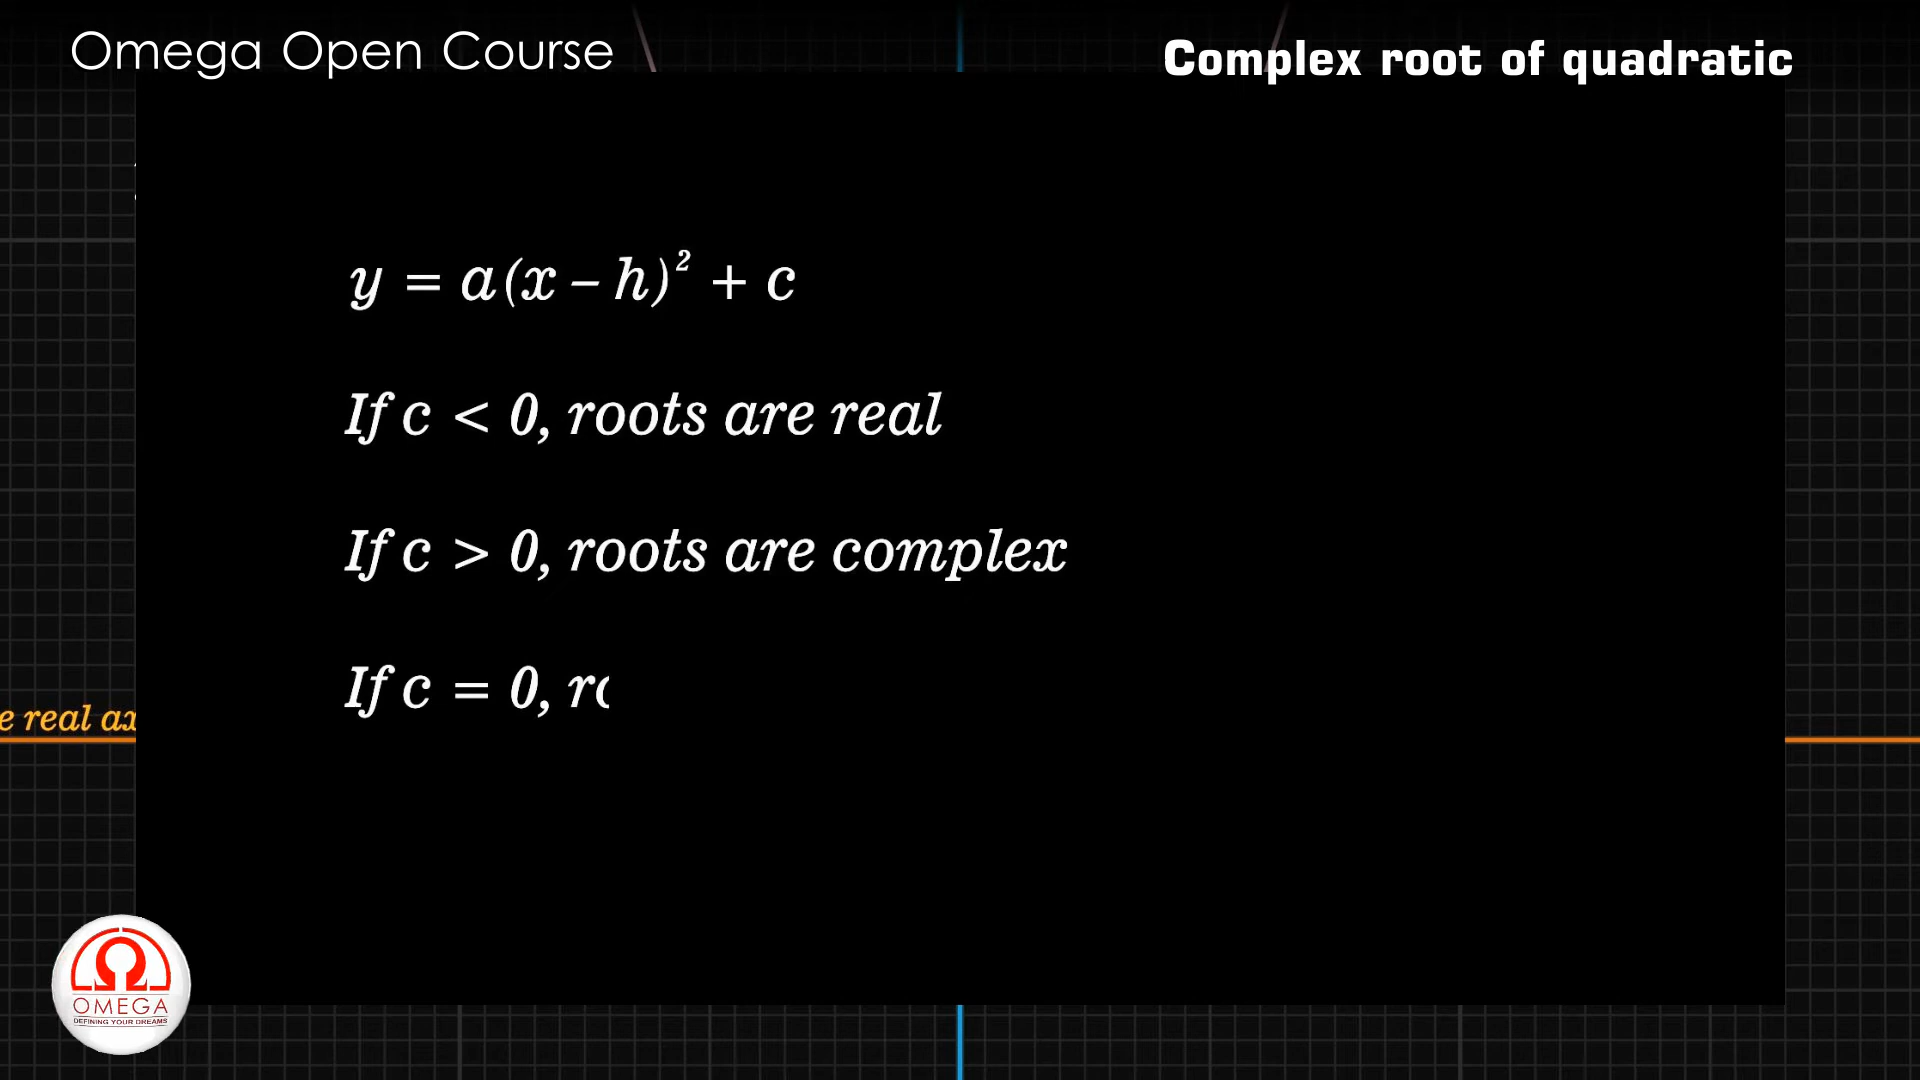 Omega Open Course
Complex root of quadratic
y = a(x – h)² + c
If c < 0, roots are real
If c > 0, roots are complex
If c = 0,
e real
OMEGA
DEFINING YOUR DREAMS